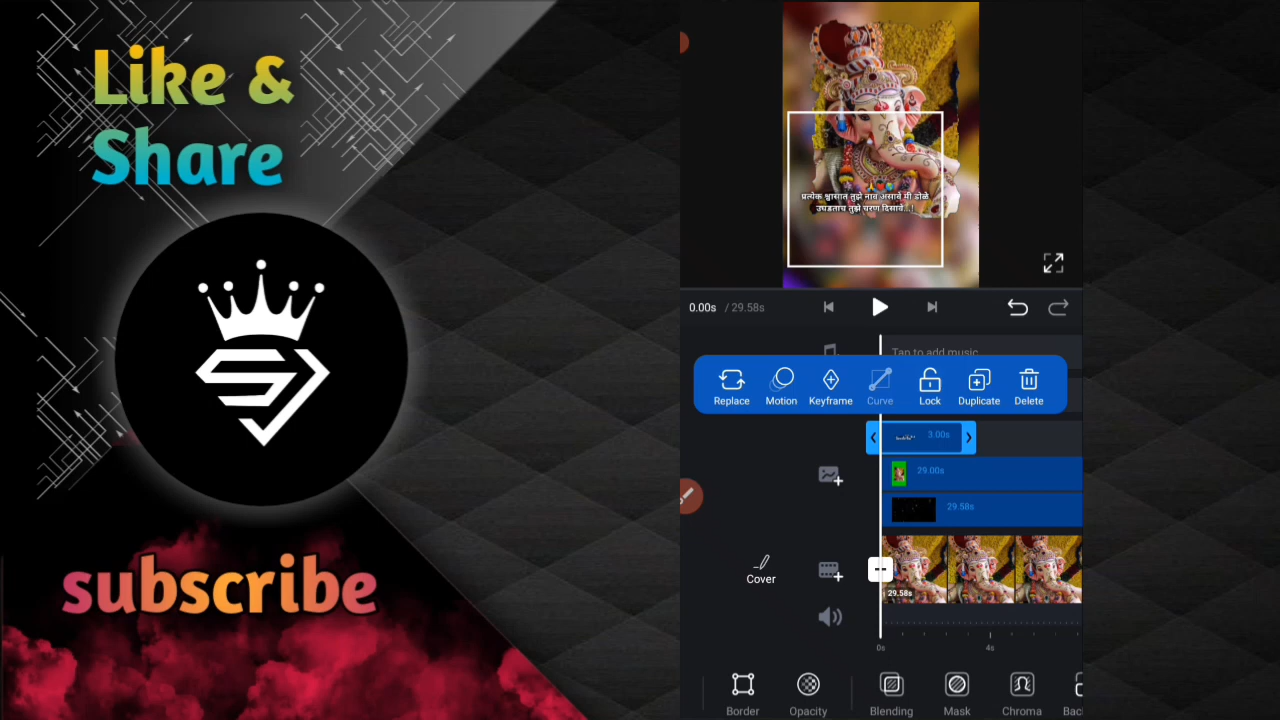 Like &
Share
subscribe
प्रत्येक श्वासात तुझे नाव असावे मी डोळे
उघडताच तुझे चरण दिसावे...!
0.00s / 29.58s
Tap to add music
Replace Motion Keyframe Curve Lock Duplicate Delete
3.00s
29.00s
29.58s
Cover
29.58s
0s 4s
Border Opacity Blending Mask Chroma Bac